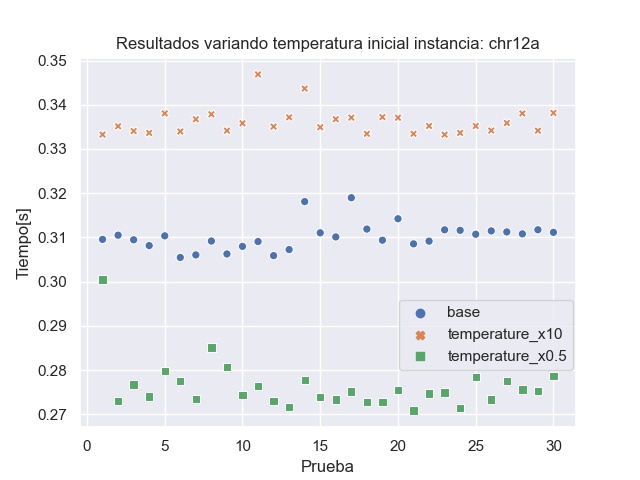 Resultados variando temperatura inicial instancia: chr12a
0.35
0.34
0.33
0.32
0.31
0.30
0.29
0.28
0.27
Tiempo[s]
base
temperature_x10
temperature_x0.5
0 5 10 15 20 25 30
Prueba